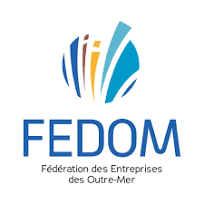 FEDOM
Fédération des Entreprises
des Outre-Mer